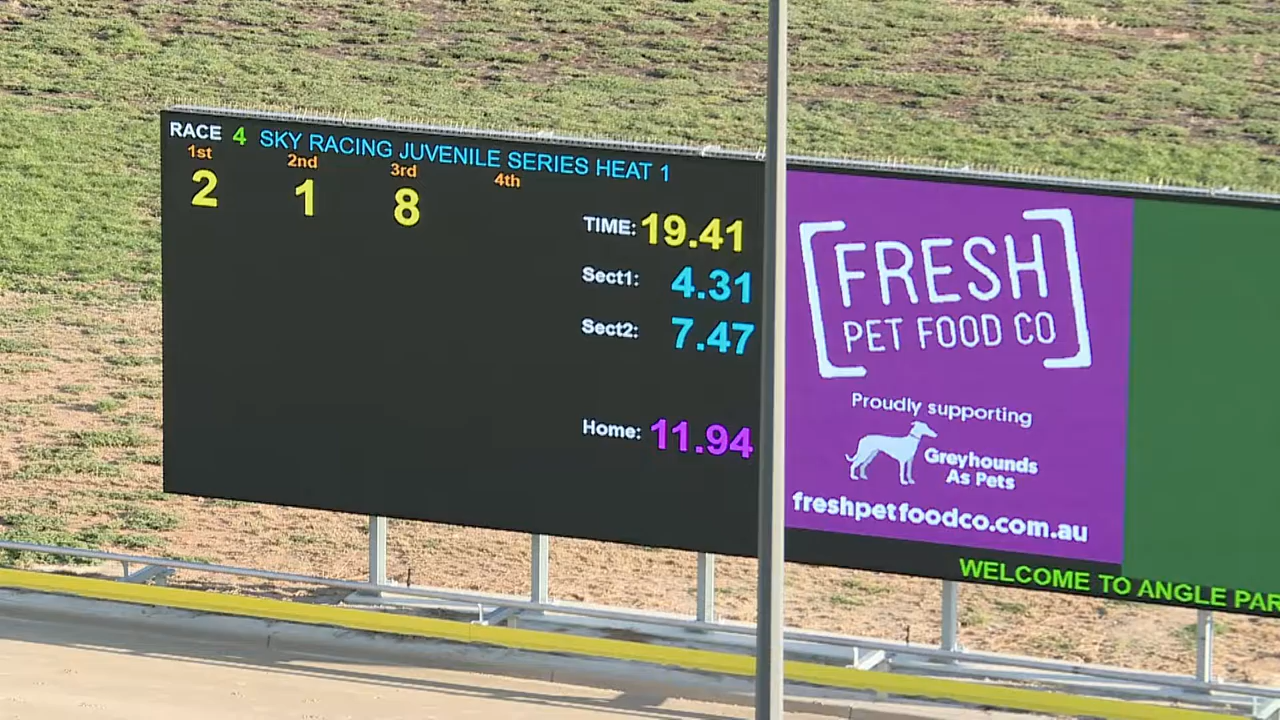 RACE 4 SKY RACING JUVENILE SERIES HEAT 1
1st 2nd 3rd 4th
2 1 8
TIME: 19.41
Sect1: 4.31
Sect2: 7.47
Home: 11.94
FRESH
PET FOOD CO
Proudly supporting
Greyhounds
As Pets
freshpetfoodco.com.au
WELCOME TO ANGLE PAR